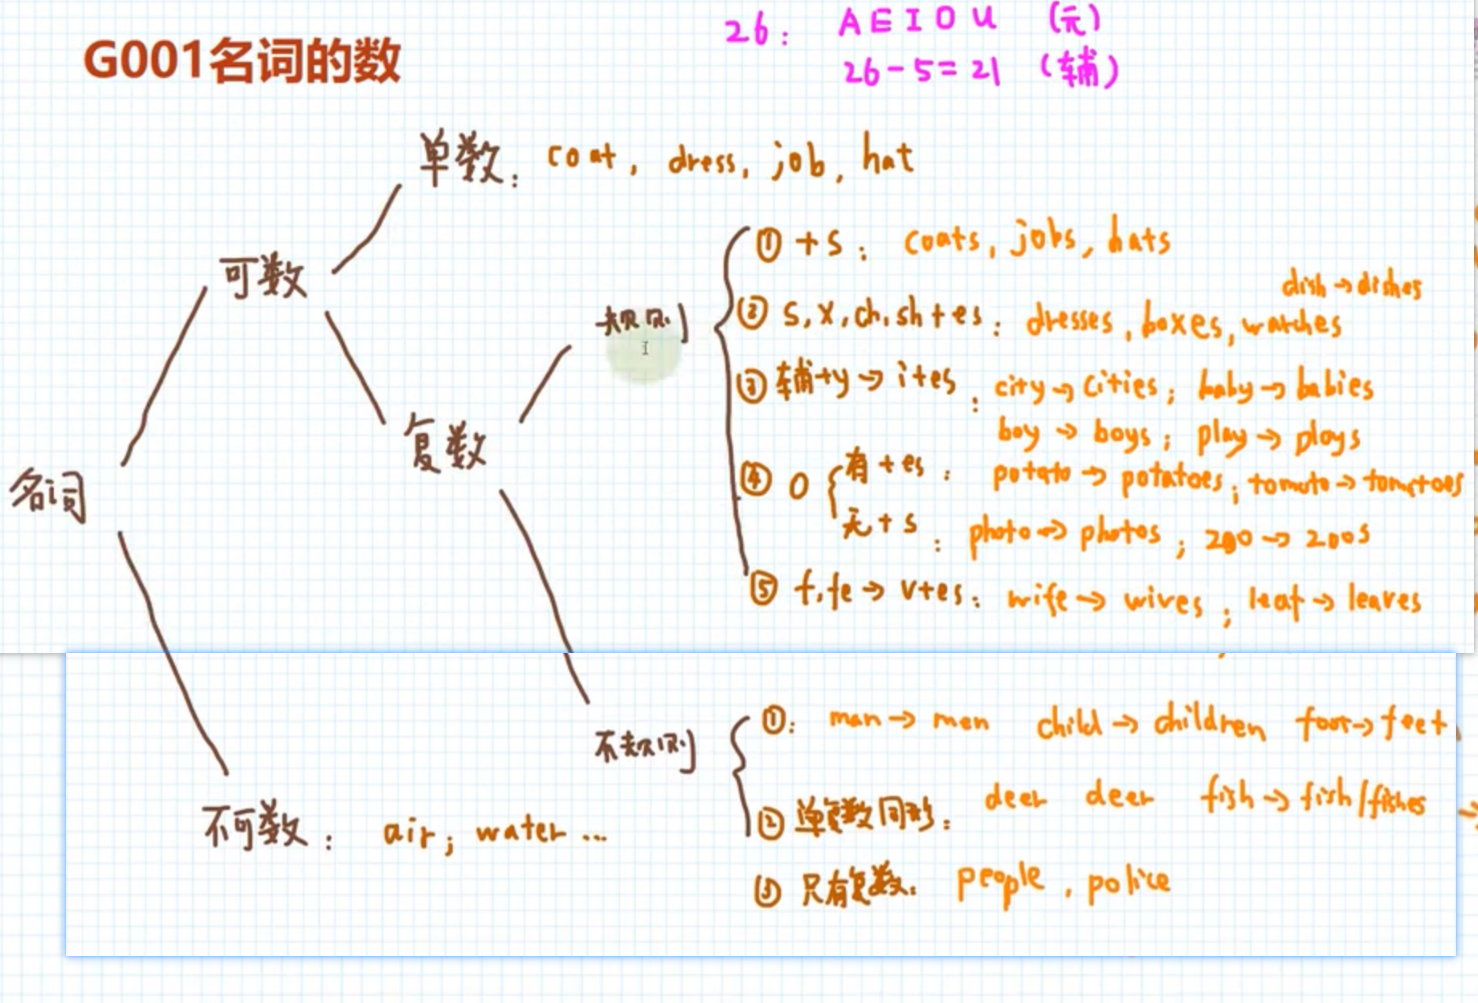 26: A E I O U (元)
G001名词的数
26-5=21 (辅)
单数: coat, dress, job, hat
可数
① +s: coats, jobs, hats
dish→dishes
规则
② s,x,ch,sh+es: dresses, boxes, watches
③ 辅+y→i+es: city→cities; baby→babies
boy→boys; play→plays
复数
④ o
有+es: potato→potatoes; tomato→tomatoes
名词
无+s: photo→photos; zoo→zoos
⑤ f,fe→v+es: wife→wives; leaf→leaves
①: man→men child→children foot→feet
不规则
② 单复数同形: deer deer fish→fish/fishes →
不可数: air; water ...
③ 只有复数: people, police